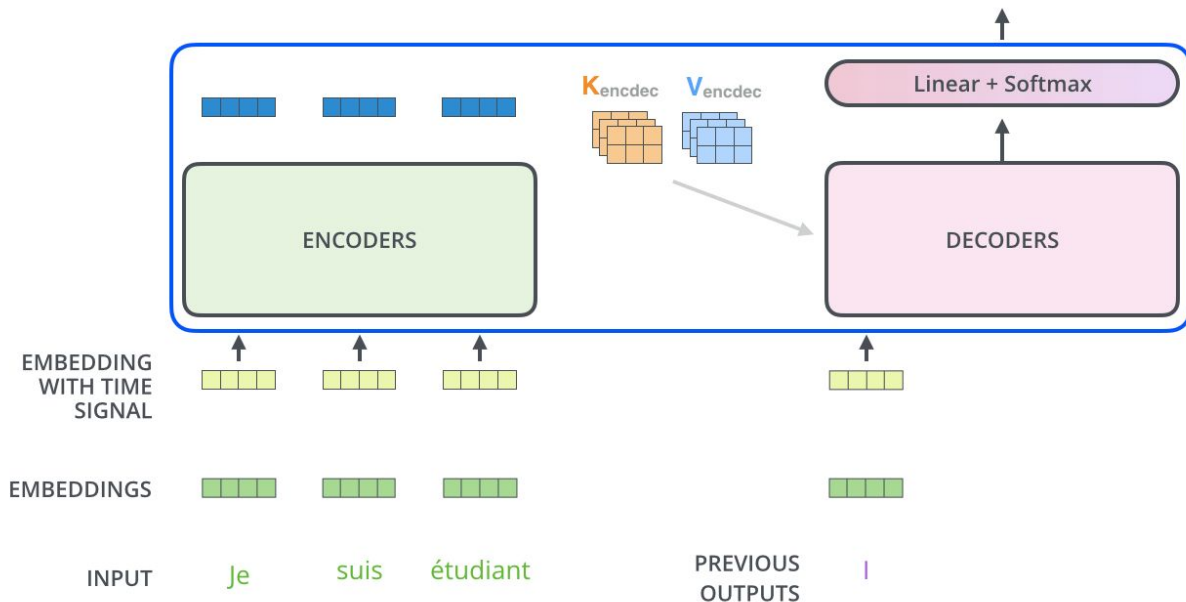 Kencdec Vencdec
Linear + Softmax
ENCODERS
DECODERS
EMBEDDING
WITH TIME
SIGNAL
EMBEDDINGS
INPUT Je suis étudiant
PREVIOUS
OUTPUTS
I